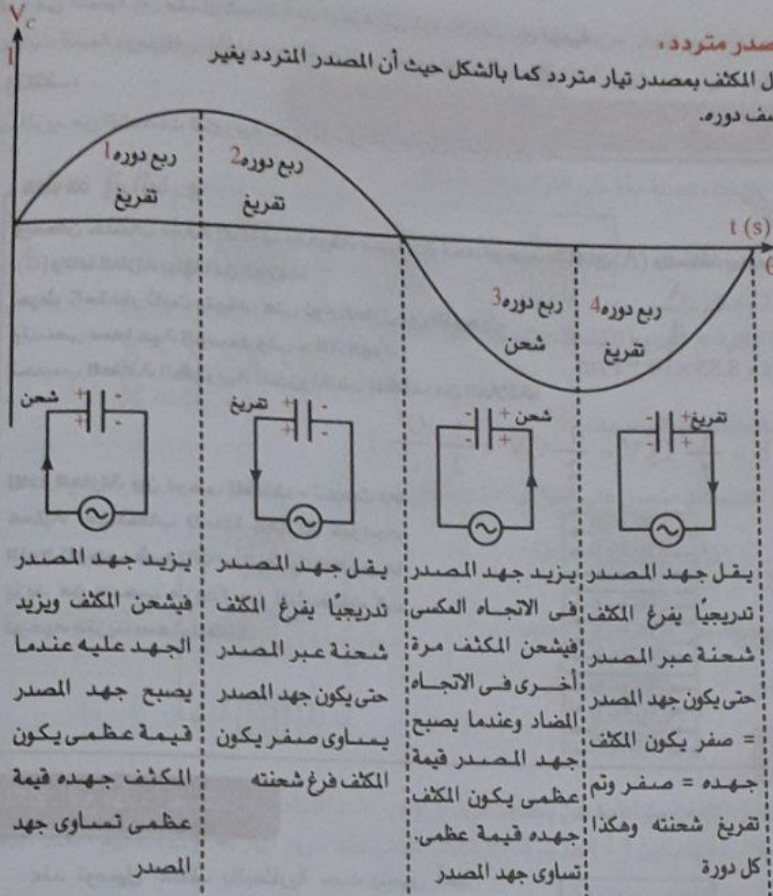 V_C
صدر متردد :
ل المكثف بمصدر تيار متردد كما بالشكل حيث أن المصدر المتردد يغير
صف دوره.
ربع دوره 1
تفريغ
ربع دوره 2
تفريغ
ربع دوره 3
شحن
ربع دوره 4
تفريغ
t (s)
شحن
+ -
+ -
تفريغ
+ -
+ -
شحن
- +
- +
تفريغ
- +
- +
يزيد جهد المصدر
فيشحن المكثف ويزيد
الجهد عليه عندما
يصبح جهد المصدر
قيمة عظمى يكون
المكثف جهده قيمة
عظمى تساوى جهد
المصدر
يقل جهد المصدر
تدريجيًا يفرغ المكثف
شحنة عبر المصدر
حتى يكون جهد المصدر
يساوى صفر يكون
المكثف فرغ شحنته
يزيد جهد المصدر
فى الاتجاه العكسى
فيشحن المكثف مرة
أخرى فى الاتجاه
المضاد وعندما يصبح
جهد المصدر قيمة
عظمى يكون المكثف
جهده قيمة عظمى.
تساوى جهد المصدر
يقل جهد المصدر
تدريجيًا يفرغ المكثف
شحنة عبر المصدر
حتى يكون جهد المصدر
= صفر يكون المكثف
جهده = صفر وتم
تفريغ شحنته وهكذا
كل دورة